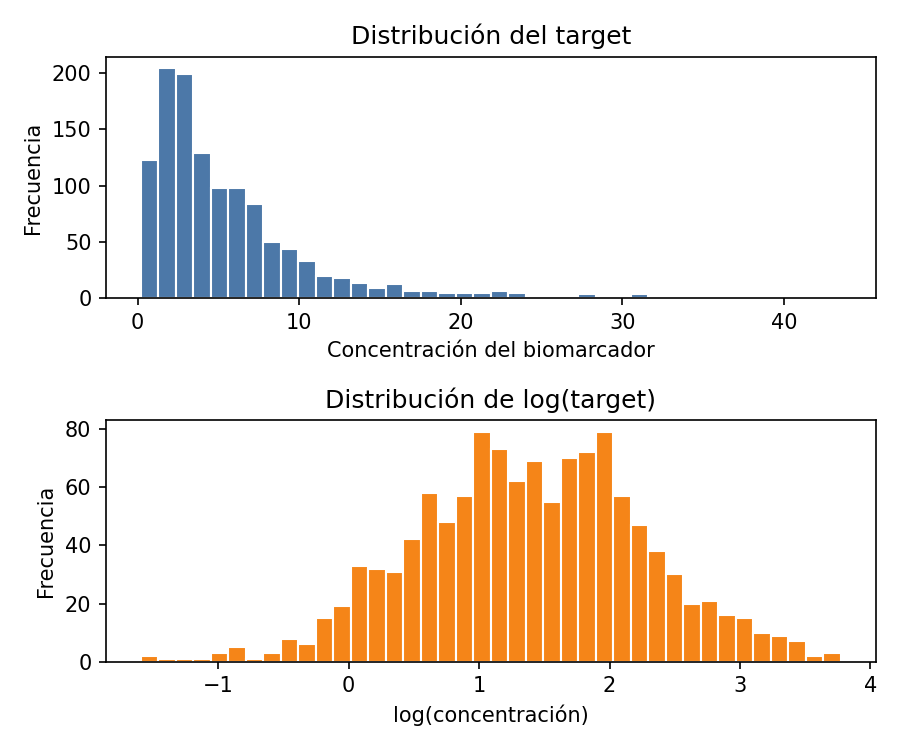 Distribución del target
Frecuencia
200
150
100
50
0
0 10 20 30 40
Concentración del biomarcador
Distribución de log(target)
Frecuencia
80
60
40
20
0
−1 0 1 2 3 4
log(concentración)